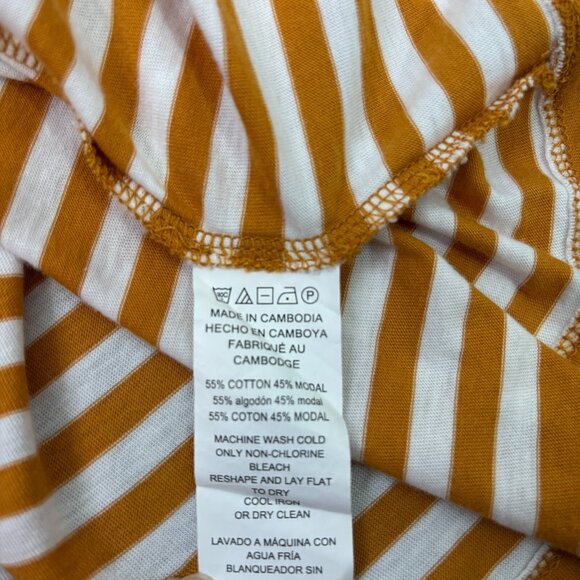 MADE IN CAMBODIA
HECHO EN CAMBOYA
FABRIQUÉ AU
CAMBODGE
55% COTTON 45% MODAL
55% algodón 45% modal
55% COTON 45% MODAL
MACHINE WASH COLD
ONLY NON-CHLORINE
BLEACH
RESHAPE AND LAY FLAT
TO DRY
COOL IRON
OR DRY CLEAN
LAVADO A MÁQUINA CON
AGUA FRÍA
BLANQUEADOR SIN